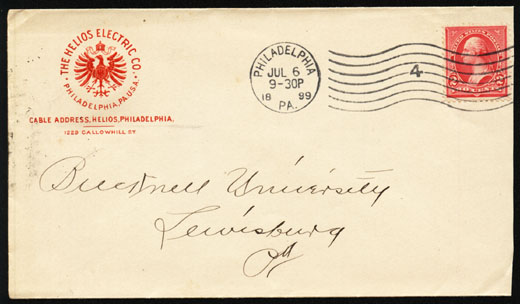 · THE HELIOS ELECTRIC CO. ·
PHILADELPHIA, PA. U.S.A.
CABLE ADDRESS, HELIOS, PHILADELPHIA.
1229 CALLOWHILL ST
PHILADELPHIA
JUL 6
9-30P
18 99
PA.
4
Bucknell University
Lewisburg
Pa